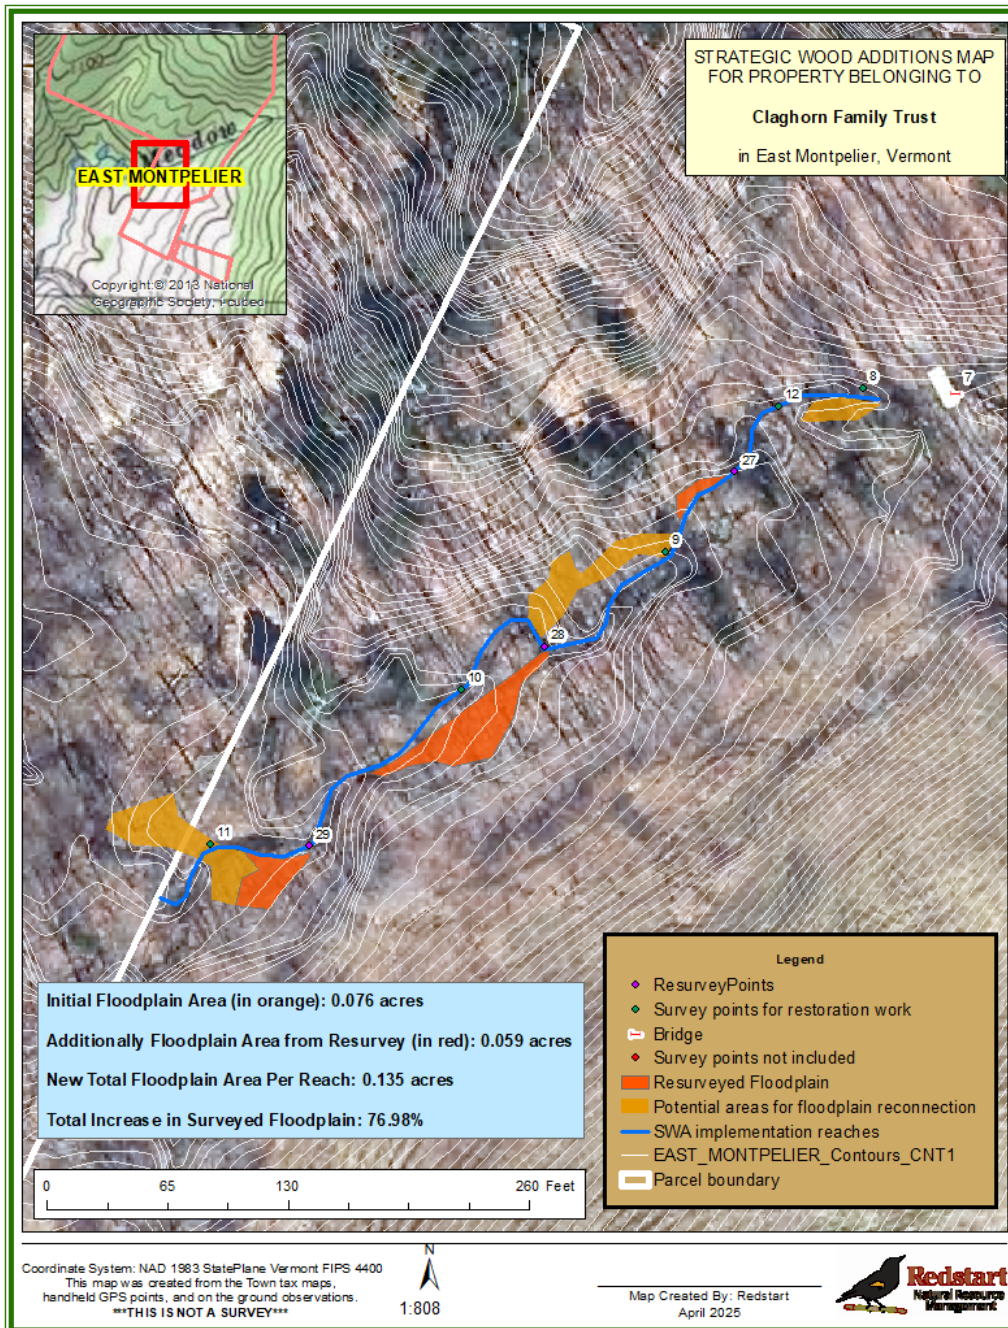 STRATEGIC WOOD ADDITIONS MAP
FOR PROPERTY BELONGING TO
Claghorn Family Trust
in East Montpelier, Vermont
1100
Meadow
EAST MONTPELIER
Copyright:© 2013 National
Geographic Society, i-cubed
8
7
12
27
9
28
10
11
29
Initial Floodplain Area (in orange): 0.076 acres
Additionally Floodplain Area from Resurvey (in red): 0.059 acres
New Total Floodplain Area Per Reach: 0.135 acres
Total Increase in Surveyed Floodplain: 76.98%
0 65 130 260 Feet
Legend
ResurveyPoints
Survey points for restoration work
Bridge
Survey points not included
Resurveyed Floodplain
Potential areas for floodplain reconnection
SWA implementation reaches
EAST_MONTPELIER_Contours_CNT1
Parcel boundary
Coordinate System: NAD 1983 StatePlane Vermont FIPS 4400
This map was created from the Town tax maps,
handheld GPS points, and on the ground observations.
***THIS IS NOT A SURVEY***
N
1:808
Map Created By: Redstart
April 2025
Redstart
Natural Resource
Management